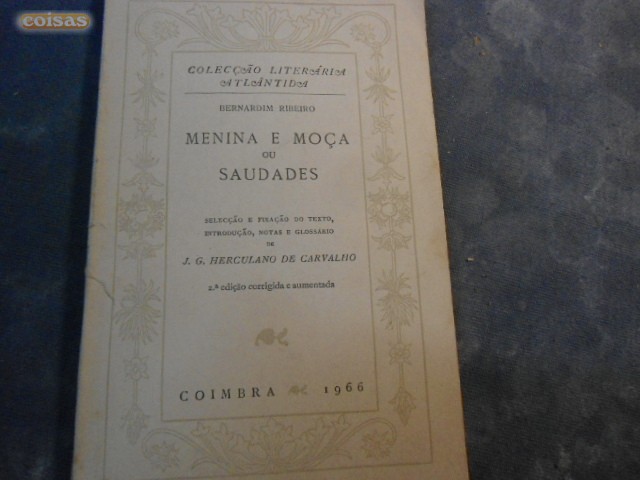 coisas
COLECÇÃO LITERÁRIA
ATLÂNTIDA
BERNARDIM RIBEIRO
MENINA E MOÇA
OU
SAUDADES
SELECÇÃO E FIXAÇÃO DO TEXTO,
INTRODUÇÃO, NOTAS E GLOSSÁRIO
DE
J. G. HERCULANO DE CARVALHO
2.ª edição corrigida e aumentada
COIMBRA 1966